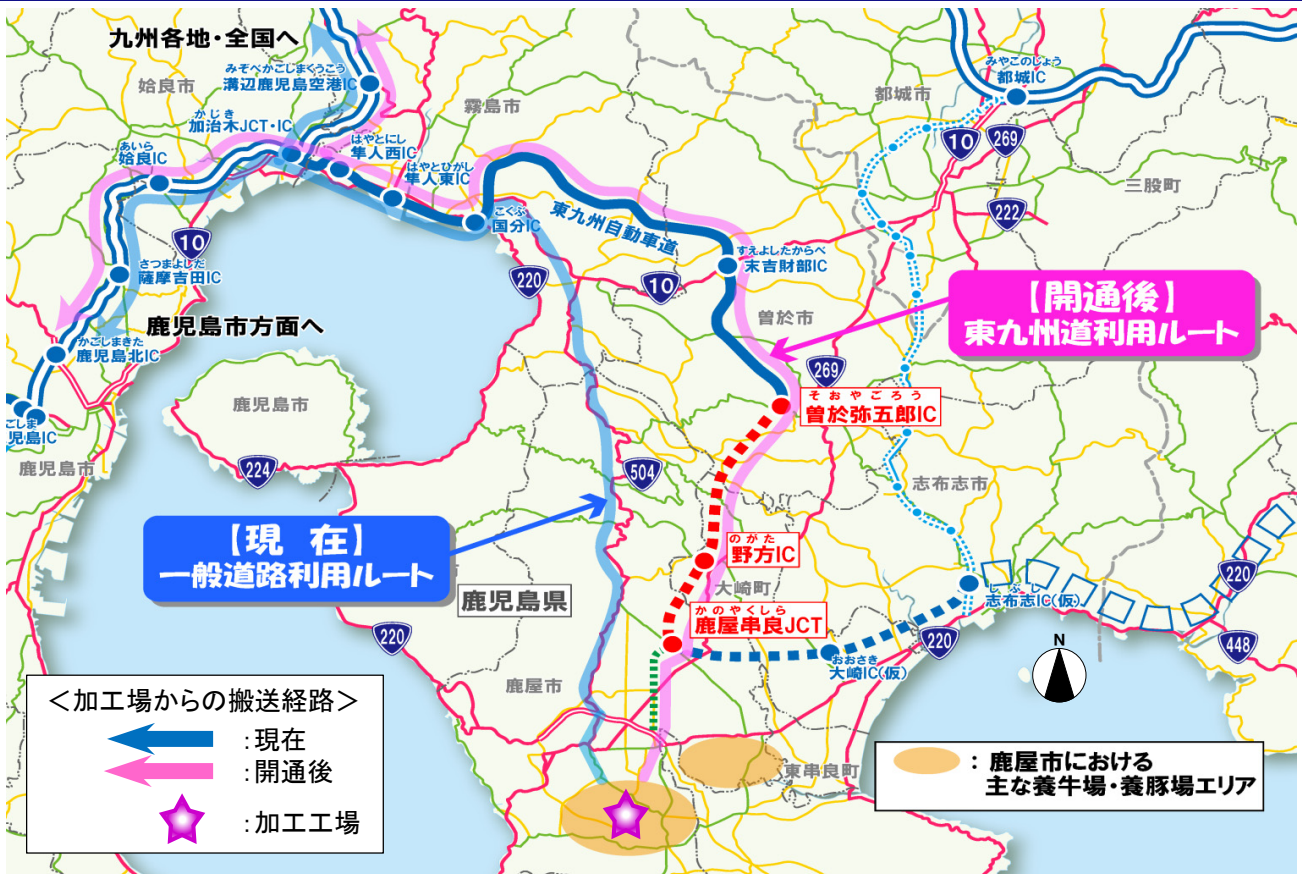 九州各地・全国へ
みぞべかごしまくうこう
溝辺鹿児島空港IC
姶良市
霧島市
みやこのじょう
都城IC
都城市
かじき
加治木JCT・IC
あいら
姶良IC
はやとにし
隼人西IC
はやとひがし
隼人東IC
10
269
三股町
こくぶ
国分IC
東九州自動車道
222
10
さつまよしだ
薩摩吉田IC
すえよしたからべ
末吉財部IC
220
10
【開通後】
東九州道利用ルート
曽於市
鹿児島市方面へ
かごしまきた
鹿児島北IC
269
そおやごろう
曽於弥五郎IC
鹿児島市
ごしま
児島IC
鹿児島市
224
504
志布志市
【現 在】
一般道路利用ルート
のがた
野方IC
大崎町
220
しぶし
志布志IC(仮)
鹿児島県
かのやくしら
鹿屋串良JCT
220
220
448
おおさき
大崎IC(仮)
N
鹿屋市
<加工場からの搬送経路>
:現在
:開通後
:加工工場
東串良町
: 鹿屋市における
主な養牛場・養豚場エリア